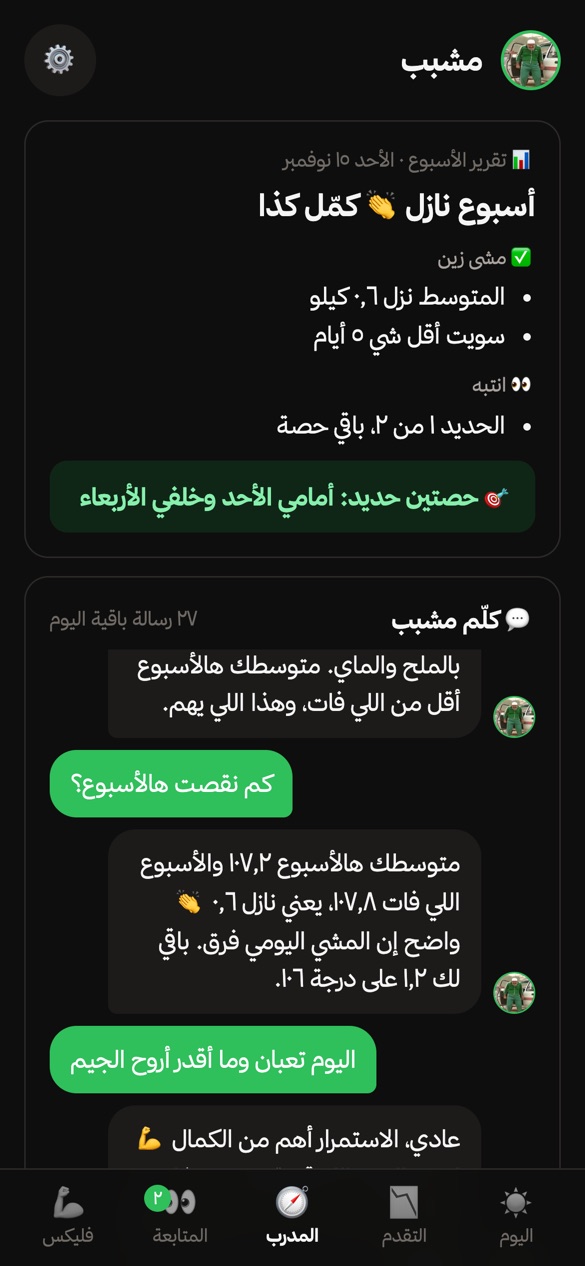 مشبب
تقرير الأسبوع · الأحد ١٥ نوفمبر
أسبوع نازل 👏 كمّل كذا
مشى زين
المتوسط نزل ٠,٦ كيلو
سويت أقل شي ٥ أيام
انتبه
الحديد ١ من ٢، باقي حصة
حصتين حديد: أمامي الأحد وخلفي الأربعاء
كلّم مشبب
٢٧ رسالة باقية اليوم
بالملح والماي. متوسطك هالأسبوع
أقل من اللي فات، وهذا اللي يهم.
كم نقصت هالأسبوع؟
متوسطك هالأسبوع ١٠٧,٢ والأسبوع
اللي فات ١٠٧,٨، يعني نازل ٠,٦ 👏
واضح إن المشي اليومي فرق. باقي
لك ١,٢ على درجة ١٠٦.
اليوم تعبان وما أقدر أروح الجيم
عادي، الاستمرار أهم من الكمال 💪
اليوم
التقدم
المدرب
٢
المتابعة
فليكس